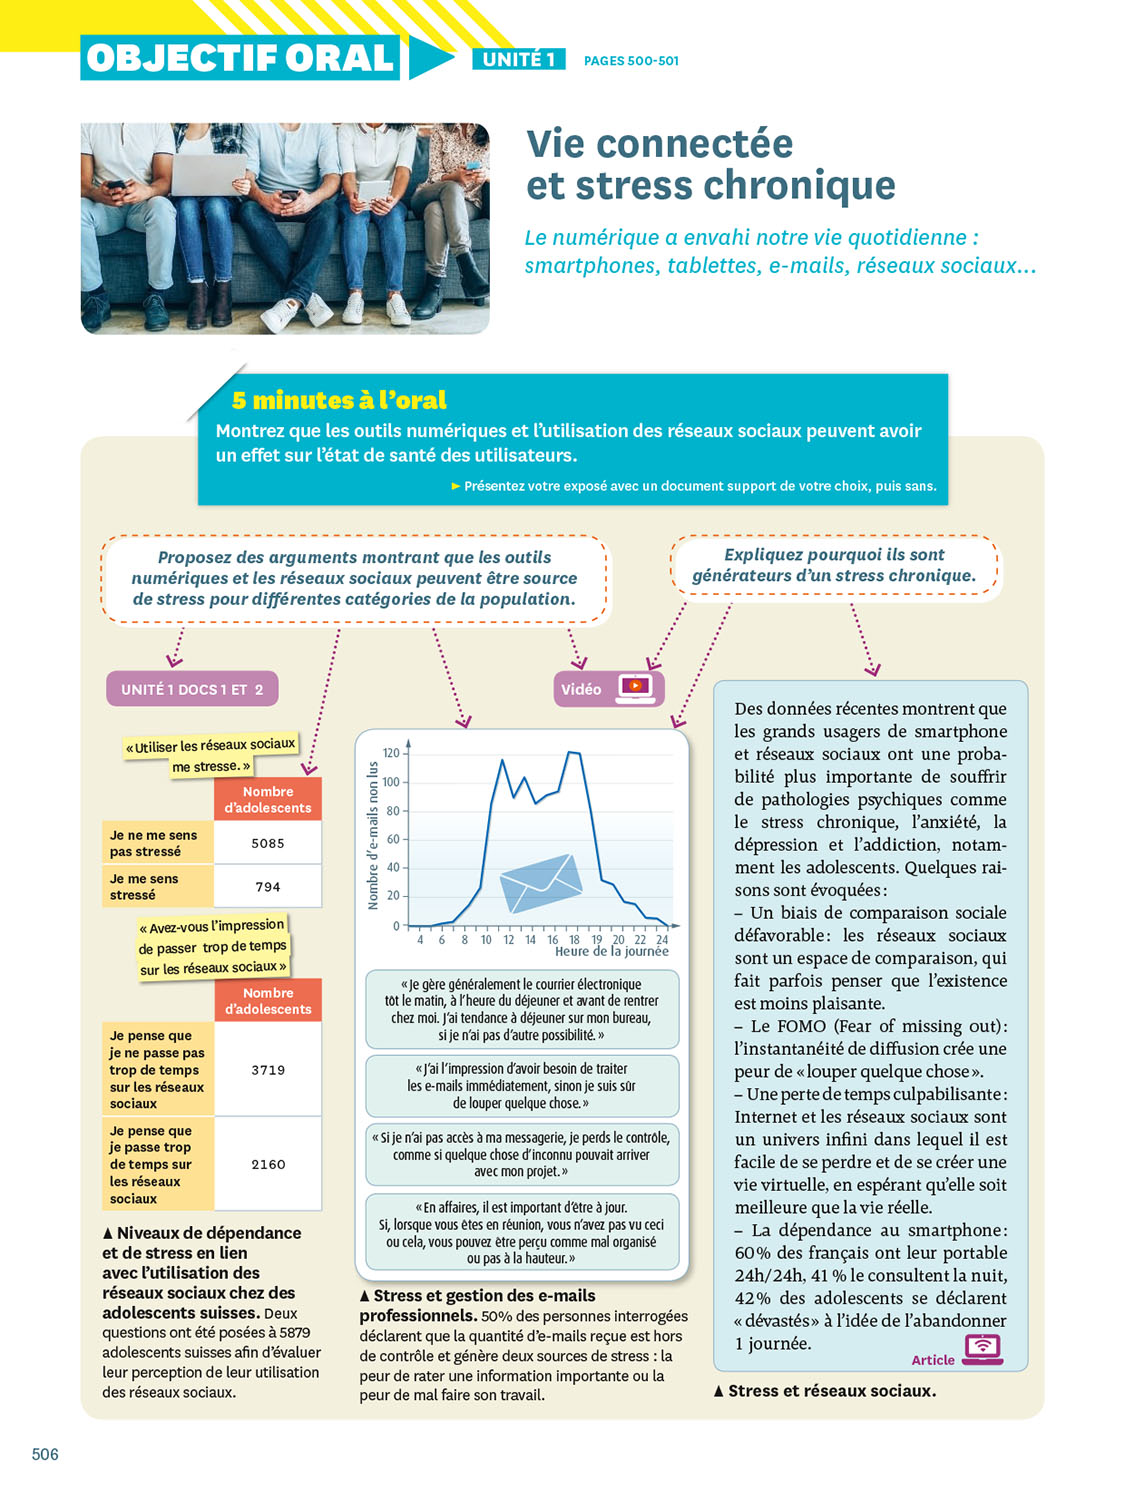 OBJECTIF ORAL
UNITÉ 1
PAGES 500-501
Vie connectée
et stress chronique
Le numérique a envahi notre vie quotidienne :
smartphones, tablettes, e-mails, réseaux sociaux...
5 minutes à l'oral
Montrez que les outils numériques et l'utilisation des réseaux sociaux peuvent avoir
un effet sur l'état de santé des utilisateurs.
► Présentez votre exposé avec un document support de votre choix, puis sans.
Proposez des arguments montrant que les outils
numériques et les réseaux sociaux peuvent être source
de stress pour différentes catégories de la population.
Expliquez pourquoi ils sont
générateurs d'un stress chronique.
UNITÉ 1 DOCS 1 ET 2
Vidéo
« Utiliser les réseaux sociaux
me stresse. »
Nombre
d'adolescents
Je ne me sens
pas stressé
5085
Je me sens
stressé
794
« Avez-vous l'impression
de passer trop de temps
sur les réseaux sociaux »
Nombre
d'adolescents
Je pense que
je ne passe pas
trop de temps
sur les réseaux
sociaux
3719
Je pense que
je passe trop
de temps sur
les réseaux
sociaux
2160
▲ Niveaux de dépendance
et de stress en lien
avec l'utilisation des
réseaux sociaux chez des
adolescents suisses. Deux
questions ont été posées à 5879
adolescents suisses afin d'évaluer
leur perception de leur utilisation
des réseaux sociaux.
Nombre d'e-mails non lus
120
100
80
60
40
20
0
4 6 8 10 12 14 16 18 19 20 22 24
Heure de la journée
« Je gère généralement le courrier électronique
tôt le matin, à l'heure du déjeuner et avant de rentrer
chez moi. J'ai tendance à déjeuner sur mon bureau,
si je n'ai pas d'autre possibilité. »
« J'ai l'impression d'avoir besoin de traiter
les e-mails immédiatement, sinon je suis sûr
de louper quelque chose. »
« Si je n'ai pas accès à ma messagerie, je perds le contrôle,
comme si quelque chose d'inconnu pouvait arriver
avec mon projet. »
« En affaires, il est important d'être à jour.
Si, lorsque vous êtes en réunion, vous n'avez pas vu ceci
ou cela, vous pouvez être perçu comme mal organisé
ou pas à la hauteur. »
▲ Stress et gestion des e-mails
professionnels. 50% des personnes interrogées
déclarent que la quantité d'e-mails reçue est hors
de contrôle et génère deux sources de stress : la
peur de rater une information importante ou la
peur de mal faire son travail.
Des données récentes montrent que
les grands usagers de smartphone
et réseaux sociaux ont une proba-
bilité plus importante de souffrir
de pathologies psychiques comme
le stress chronique, l'anxiété, la
dépression et l'addiction, notam-
ment les adolescents. Quelques rai-
sons sont évoquées :
– Un biais de comparaison sociale
défavorable : les réseaux sociaux
sont un espace de comparaison, qui
fait parfois penser que l'existence
est moins plaisante.
– Le FOMO (Fear of missing out) :
l'instantanéité de diffusion crée une
peur de « louper quelque chose ».
– Une perte de temps culpabilisante :
Internet et les réseaux sociaux sont
un univers infini dans lequel il est
facile de se perdre et de se créer une
vie virtuelle, en espérant qu'elle soit
meilleure que la vie réelle.
– La dépendance au smartphone :
60 % des français ont leur portable
24h/24h, 41 % le consultent la nuit,
42 % des adolescents se déclarent
« dévastés » à l'idée de l'abandonner
1 journée.
Article
▲ Stress et réseaux sociaux.
506